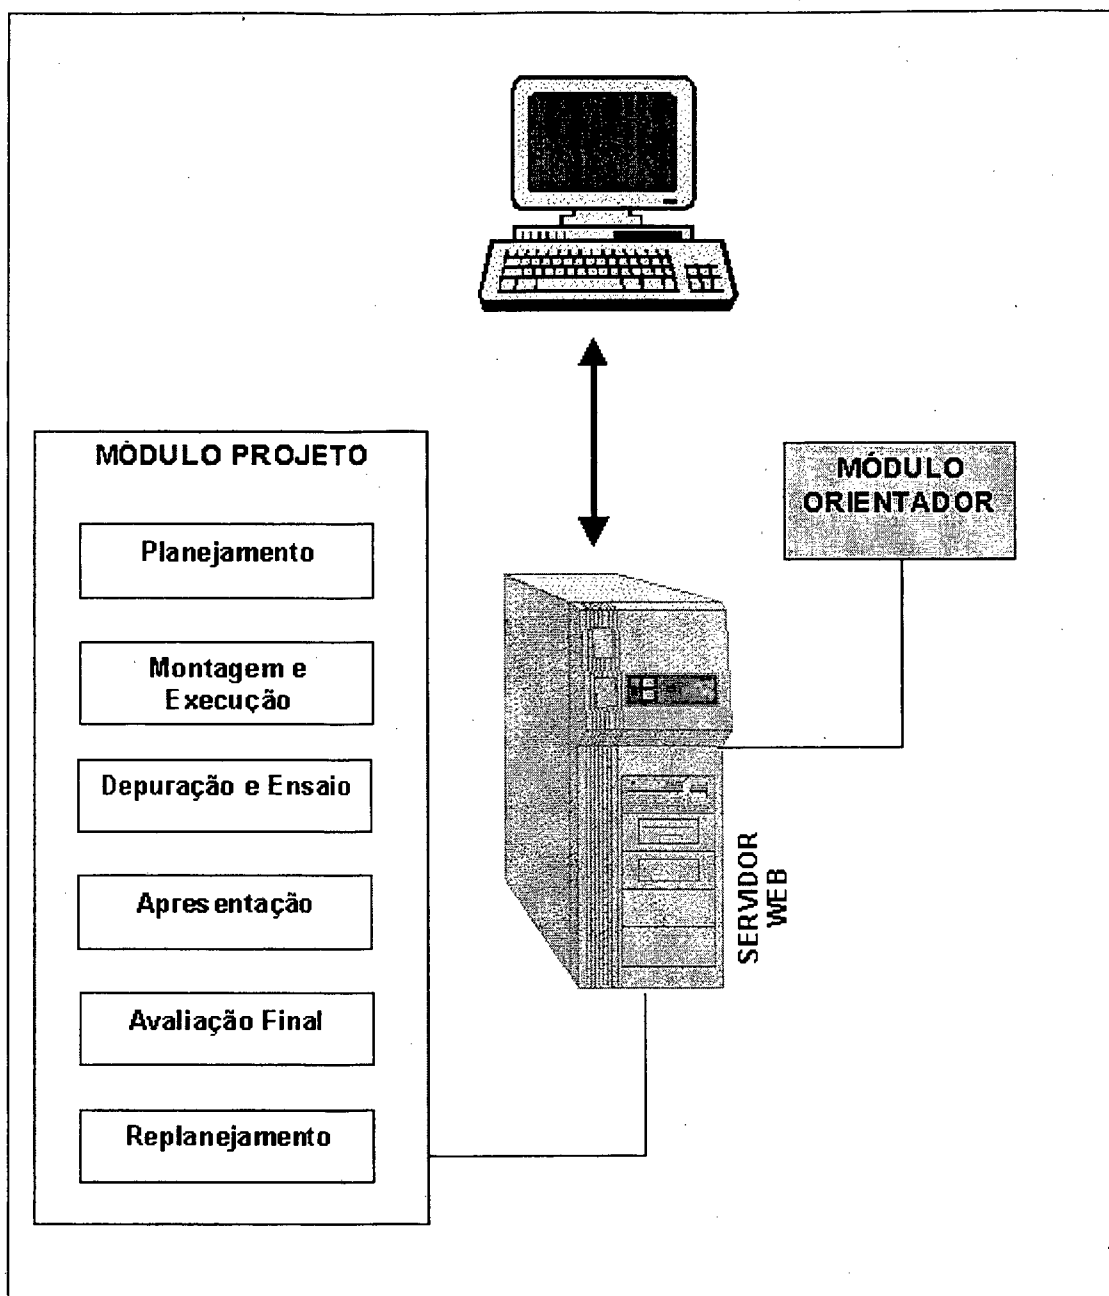 MÓDULO PROJETO
Planejamento
Montagem e
Execução
Depuração e Ensaio
Apresentação
Avaliação Final
Replanejamento
MÓDULO
ORIENTADOR
SERVIDOR
WEB